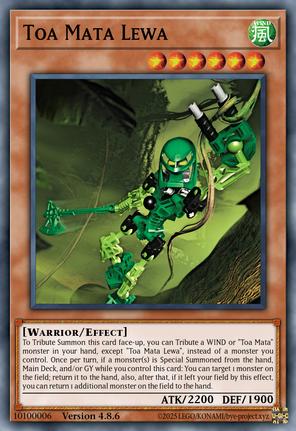 Toa Mata Lewa
WIND
風
[Warrior/Effect]
To Tribute Summon this card face-up, you can Tribute a WIND or "Toa Mata"
monster in your hand, except "Toa Mata Lewa", instead of a monster you
control. Once per turn, if a monster(s) is Special Summoned from the hand,
Main Deck, and/or GY while you control this card: You can target 1 monster on
the field; return it to the hand, also, after that, if it left your field by this effect,
you can return 1 additional monster on the field to the hand.
ATK/2200 DEF/1900
10100006 Version 4.8.6 ©2025 LEGO/KONAMI/bye-project.xyz